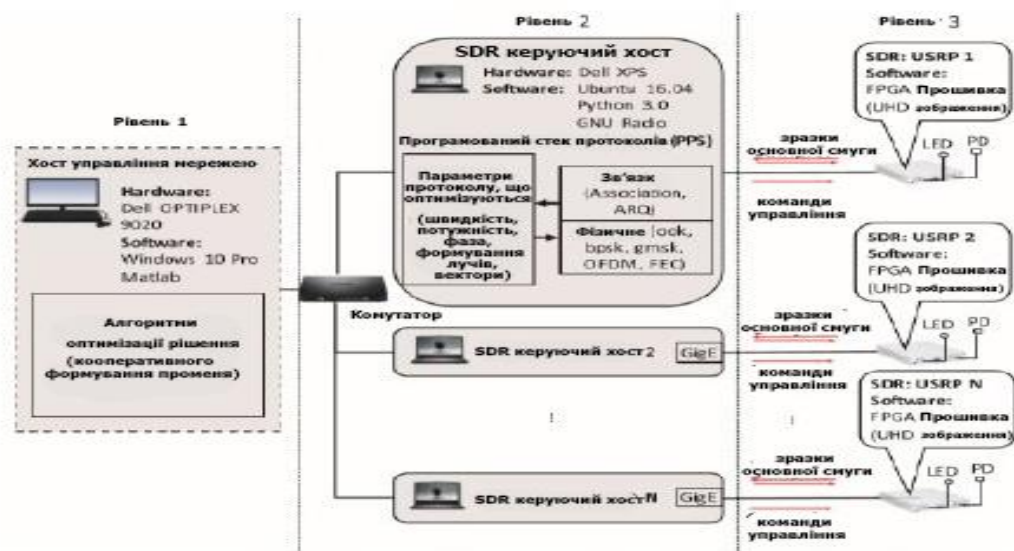 Рівень 1
Хост управління мережею
Hardware:
Dell OPTIPLEX
9020
Software:
Windows 10 Pro
Matlab
Алгоритми
оптимізації рішення
(кооперативного
формування променя)
Рівень 2
SDR керуючий хост
Hardware: Dell XPS
Software: Ubuntu 16.04
Python 3.0
GNU Radio
Програмований стек протоколів (PPS)
Параметри
протоколу, що
оптимізуються
(швидкість,
потужність,
фаза,
формування
лучів,
вектори)
Зв'язок
(Association,
ARQ)
Фізичне (ook,
bpsk, gmsk,
OFDM, FEC)
Комутатор
SDR керуючий хост 2
GigE
SDR керуючий хост N
GigE
Рівень 3
SDR: USRP 1
Software:
FPGA Прошивка
(UHD зображення)
LED
PD
зразки
основної смуги
команди
управління
SDR: USRP 2
Software:
FPGA Прошивка
(UHD зображення)
LED
PD
зразки
основної смуги
команди
управління
SDR: USRP N
Software:
FPGA Прошивка
(UHD зображення)
LED
PD
зразки
основної смуги
команди
управління